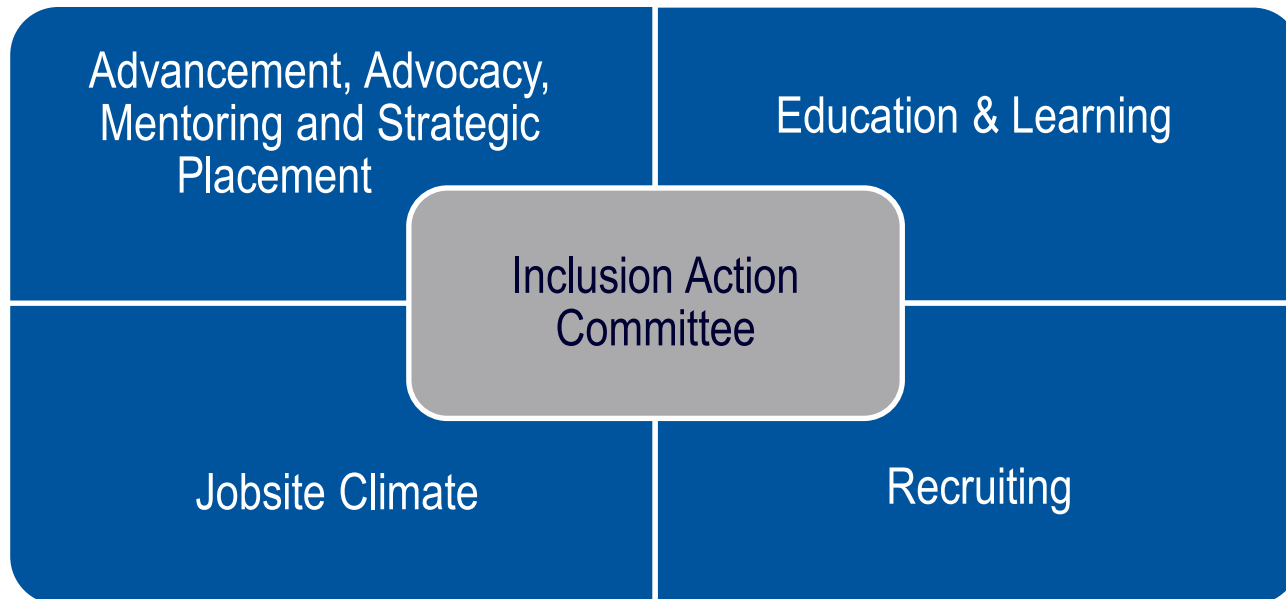 Advancement, Advocacy,
Mentoring and Strategic
Placement
Education & Learning
Inclusion Action
Committee
Jobsite Climate
Recruiting